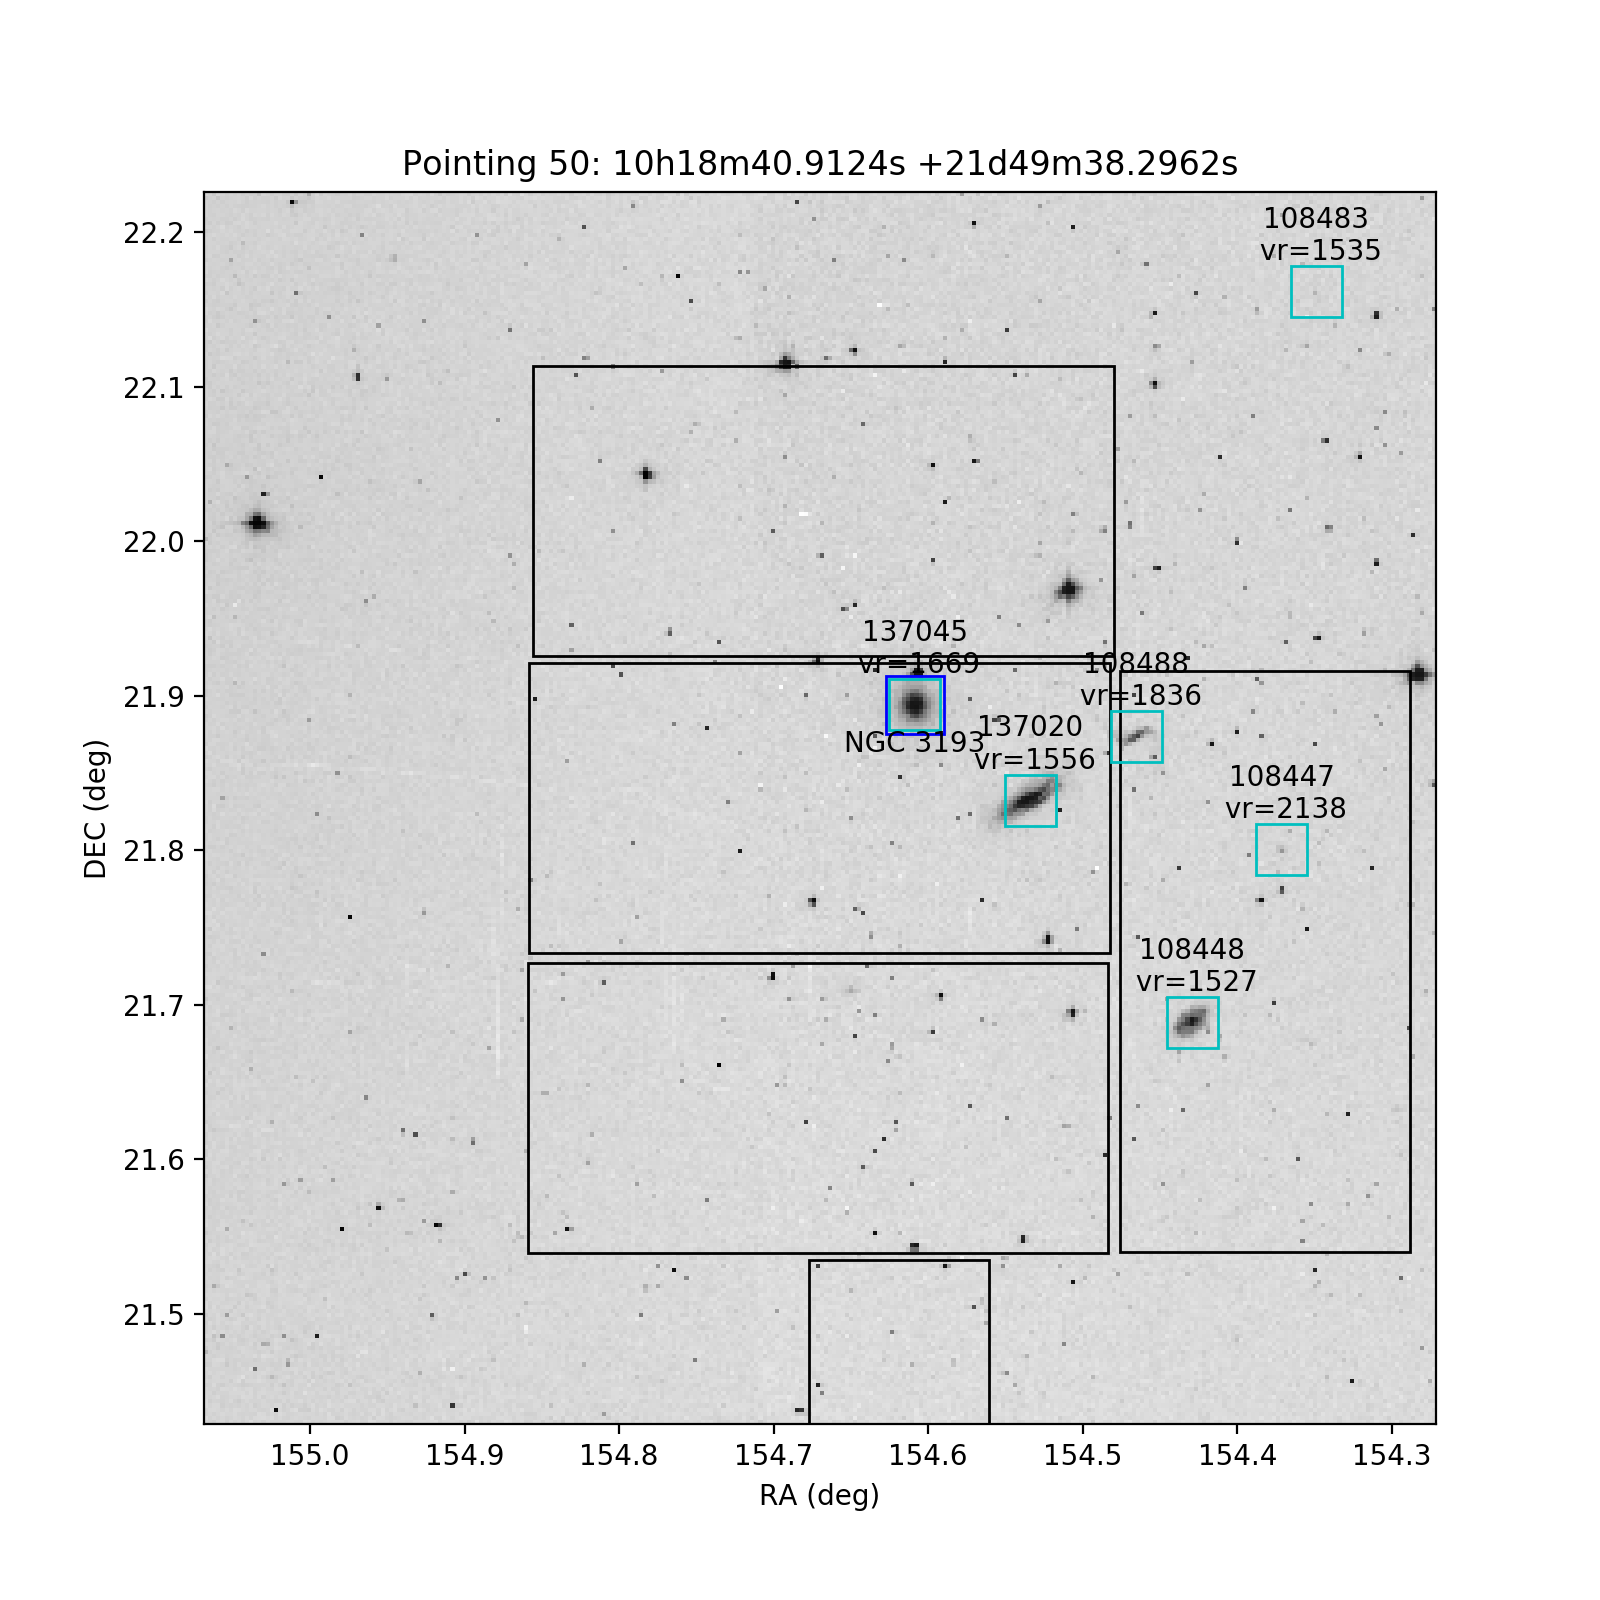 Pointing 50: 10h18m40.9124s +21d49m38.2962s
108483
vr=1535
137045
vr=1669
NGC 3193
108488
vr=1836
137020
vr=1556
108447
vr=2138
108448
vr=1527
22.2
22.1
22.0
21.9
21.8
21.7
21.6
21.5
DEC (deg)
155.0 154.9 154.8 154.7 154.6 154.5 154.4 154.3
RA (deg)